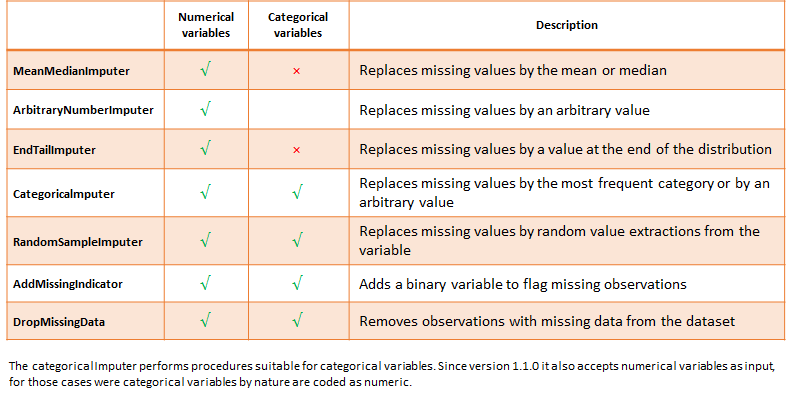 Numerical variables Categorical variables Description
MeanMedianImputer √ × Replaces missing values by the mean or median
ArbitraryNumberImputer √ Replaces missing values by an arbitrary value
EndTailImputer √ × Replaces missing values by a value at the end of the distribution
CategoricaImputer √ √ Replaces missing values by the most frequent category or by an
arbitrary value
RandomSampleImputer √ √ Replaces missing values by random value extractions from the
variable
AddMissingIndicator √ √ Adds a binary variable to flag missing observations
DropMissingData √ √ Removes observations with missing data from the dataset
The categoricalImputer performs procedures suitable for categorical variables. Since version 1.1.0 it also accepts numerical variables as input,
for those cases were categorical variables by nature are coded as numeric.